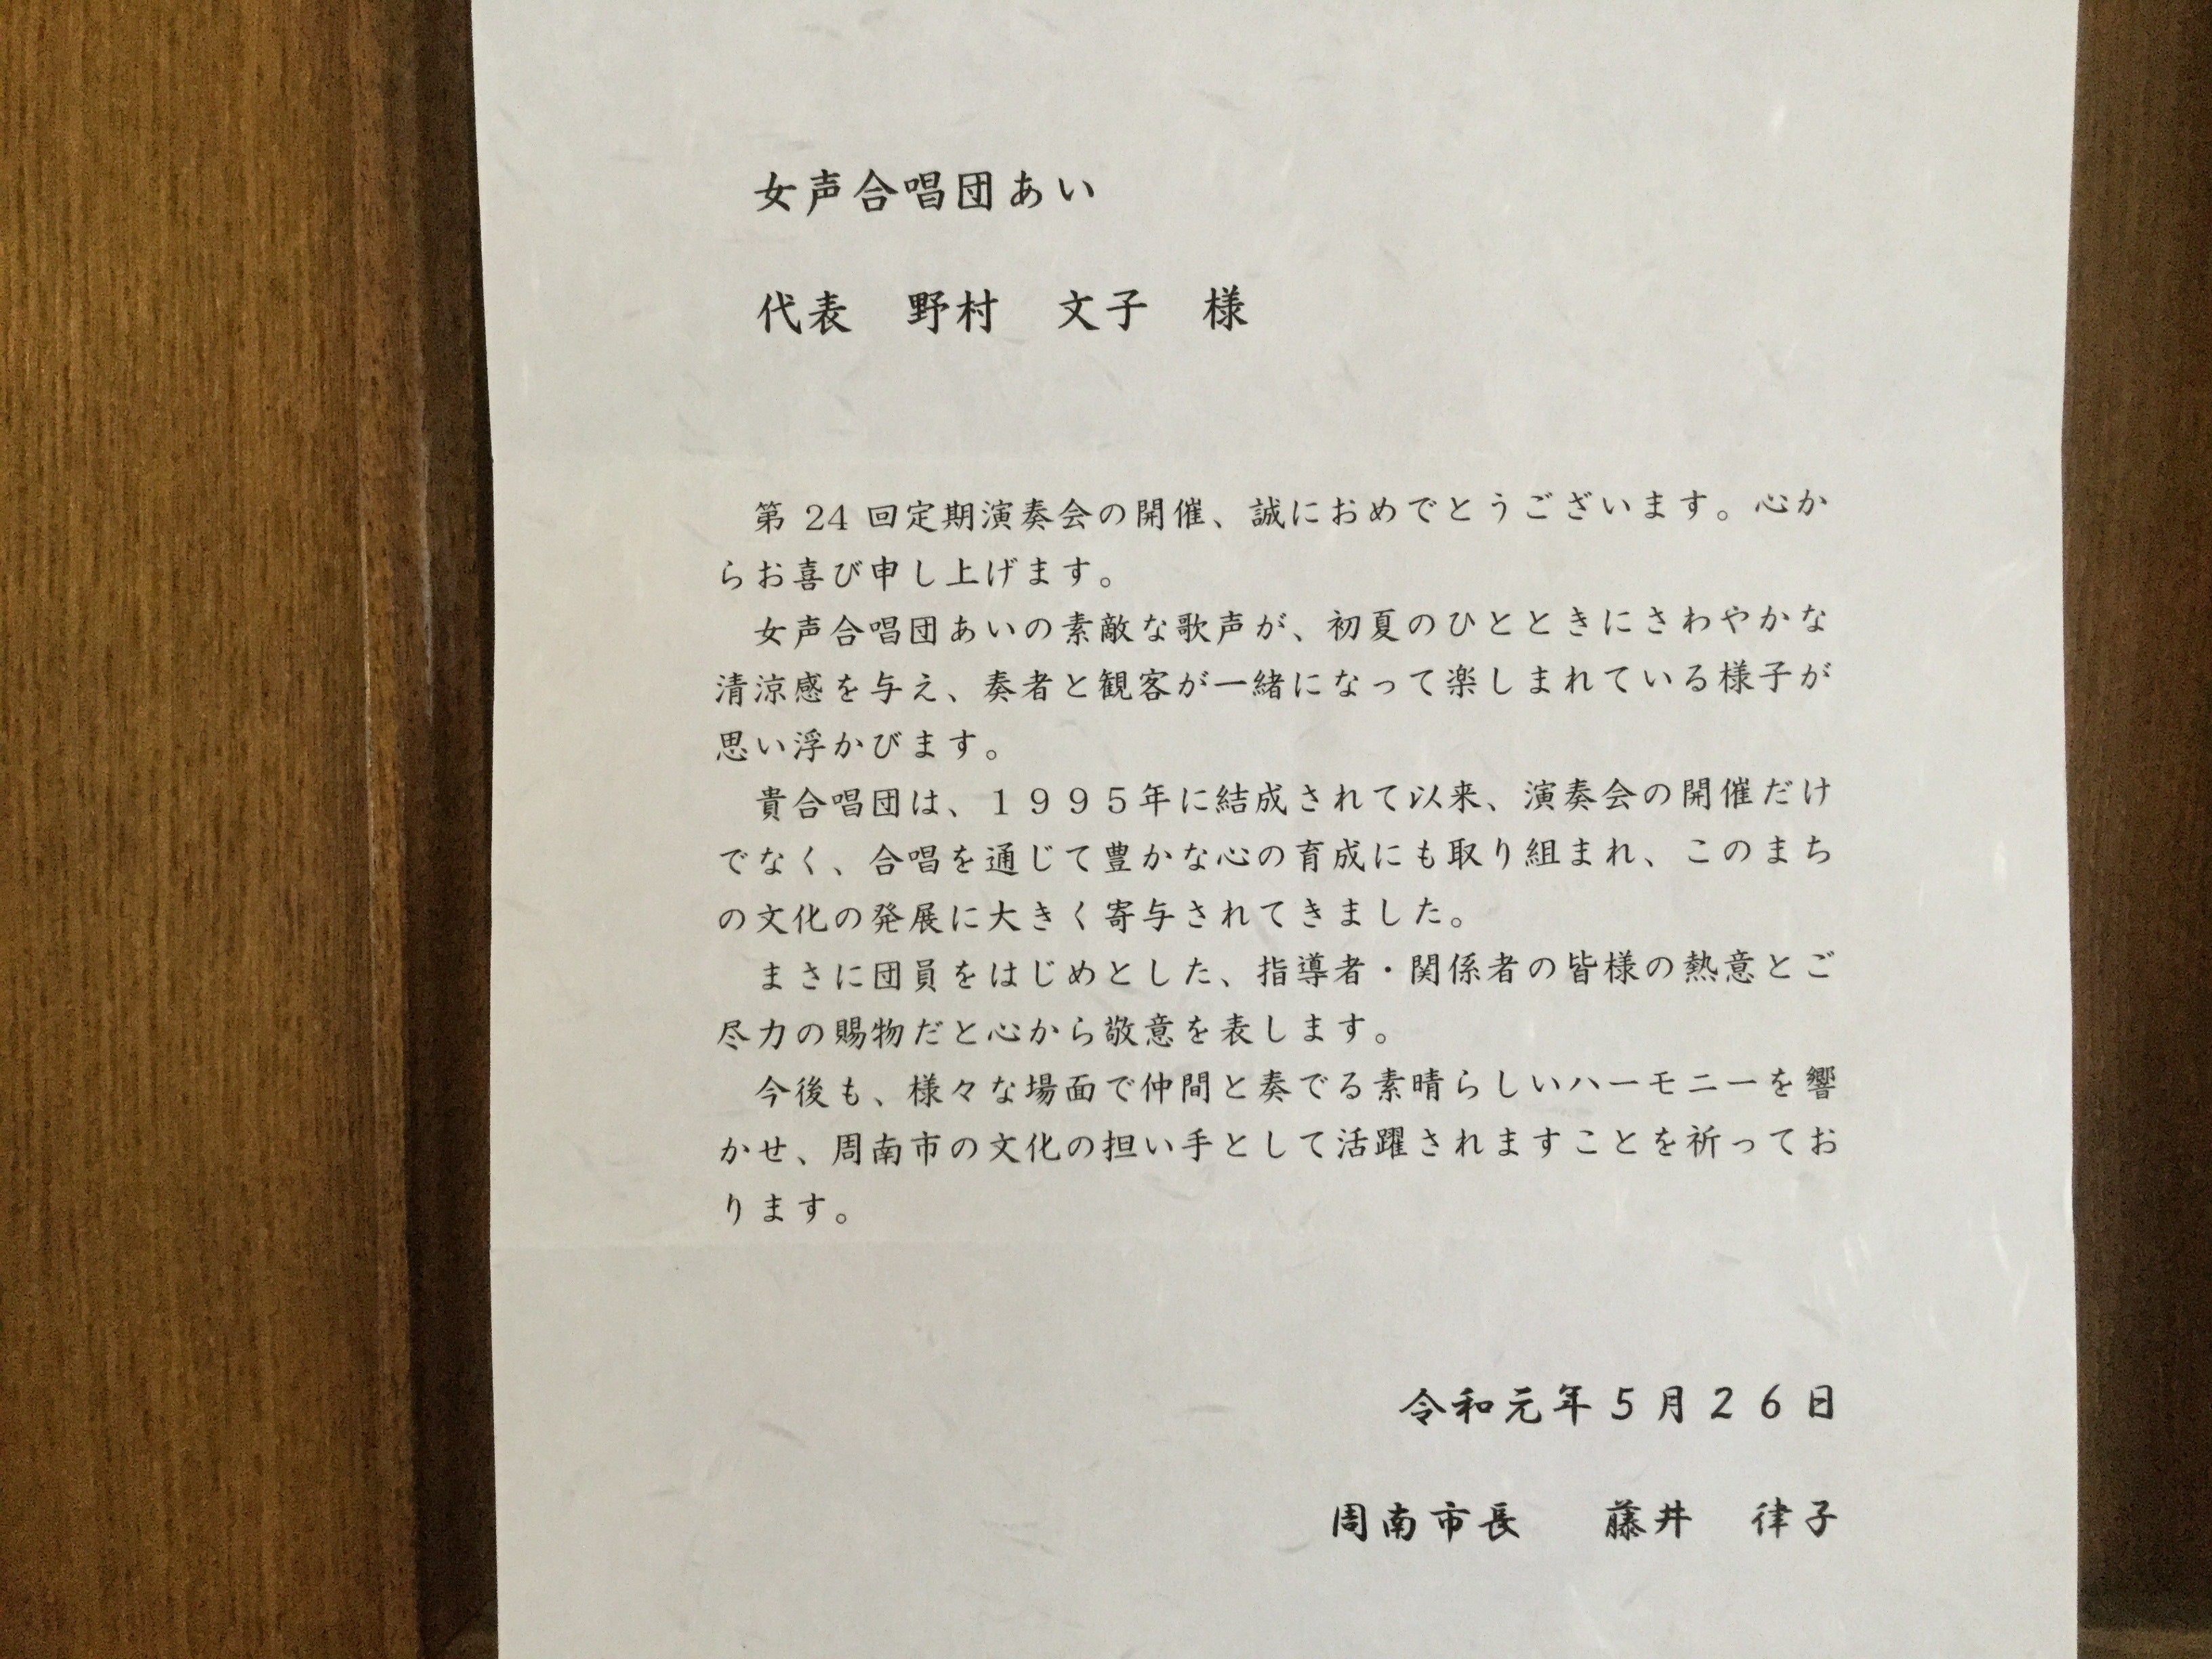 女声合唱団あい
代表　野村　文子　様
第 24 回定期演奏会の開催、誠におめでとうございます。心か
らお喜び申し上げます。
女声合唱団あいの素敵な歌声が、初夏のひとときにさわやかな
清涼感を与え、奏者と観客が一緒になって楽しまれている様子が
思い浮かびます。
貴合唱団は、１９９５年に結成されて以来、演奏会の開催だけ
でなく、合唱を通じて豊かな心の育成にも取り組まれ、このまち
の文化の発展に大きく寄与されてきました。
まさに団員をはじめとした、指導者・関係者の皆様の熱意とご
尽力の賜物だと心から敬意を表します。
今後も、様々な場面で仲間と奏でる素晴らしいハーモニーを響
かせ、周南市の文化の担い手として活躍されますことを祈ってお
ります。
令和元年５月２６日
周南市長　藤井　律子